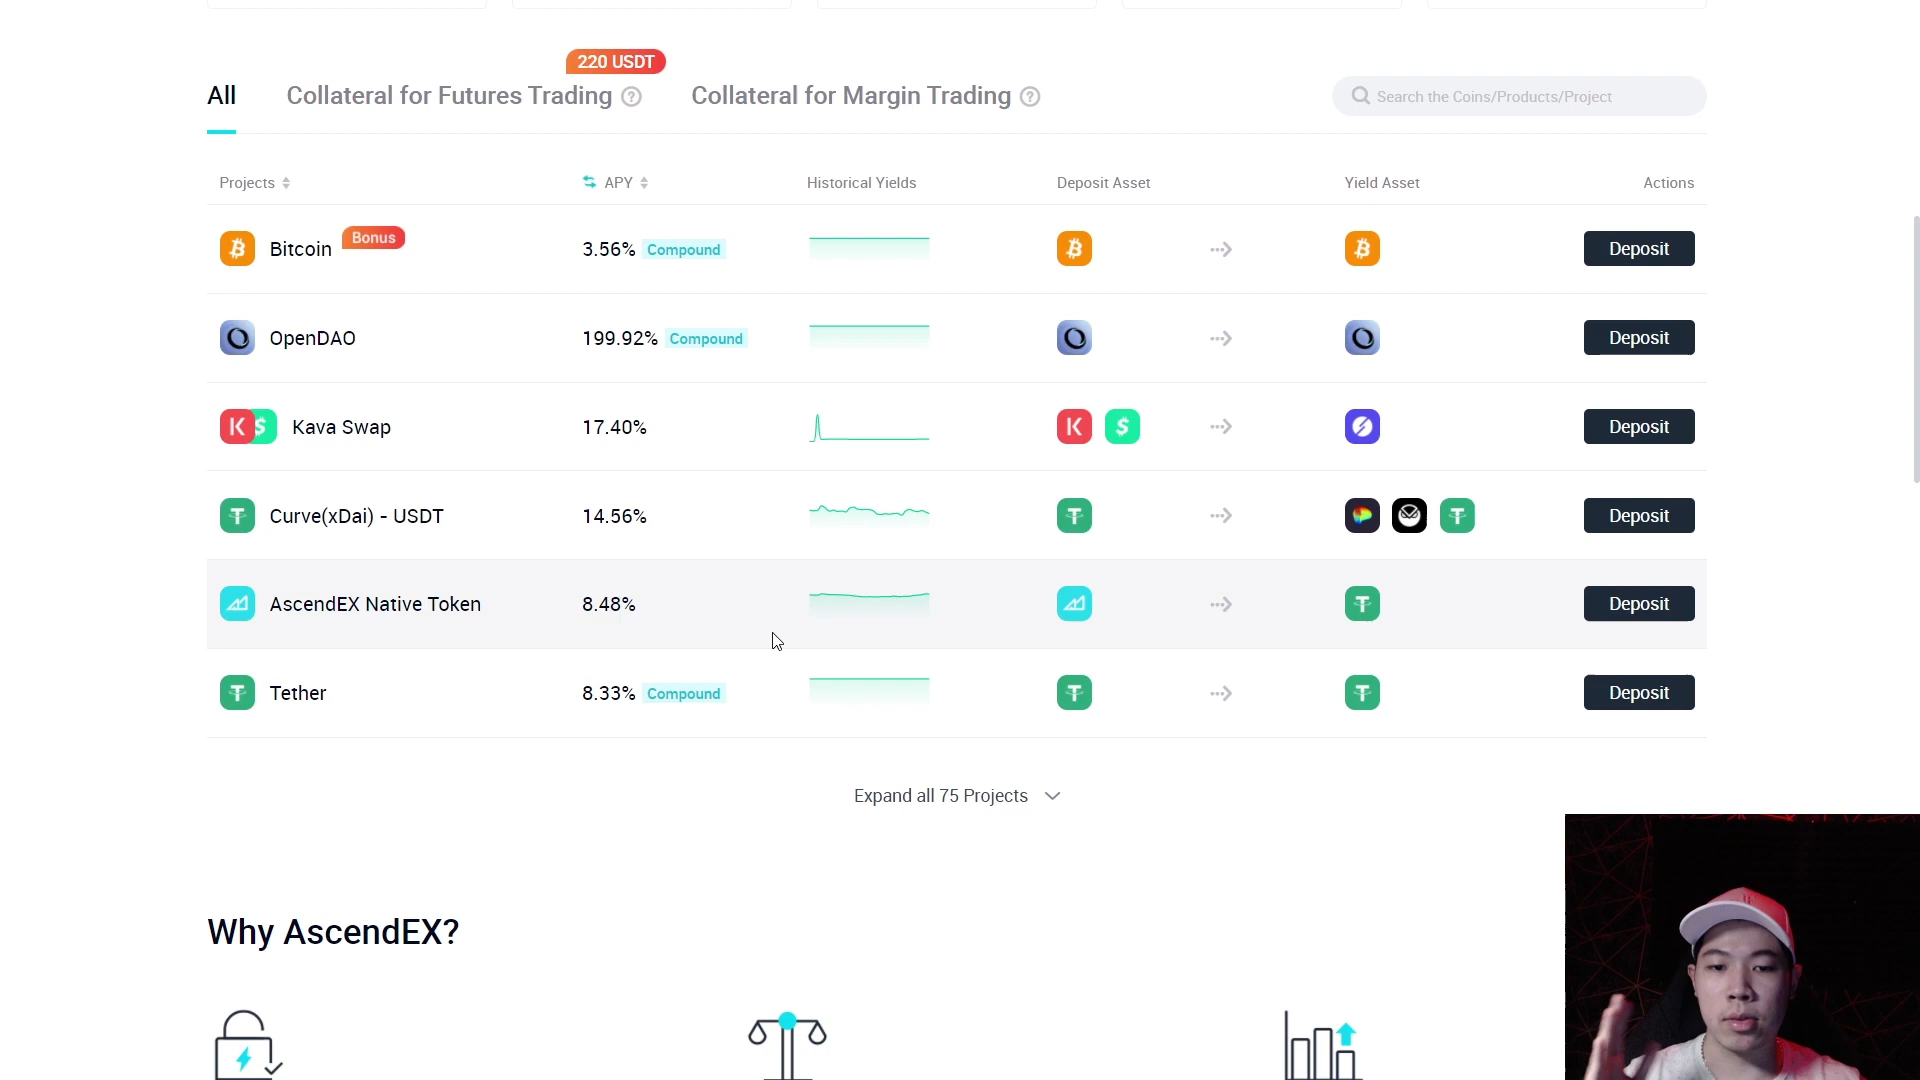 220 USDT
All Collateral for Futures Trading ? Collateral for Margin Trading ? Search the Coins/Products/Project
Projects APY Historical Yields Deposit Asset Yield Asset Actions
Bitcoin Bonus 3.56% Compound Deposit
OpenDAO 199.92% Compound Deposit
Kava Swap 17.40% Deposit
Curve(xDai) - USDT 14.56% Deposit
AscendEX Native Token 8.48% Deposit
Tether 8.33% Compound Deposit
Expand all 75 Projects
Why AscendEX?